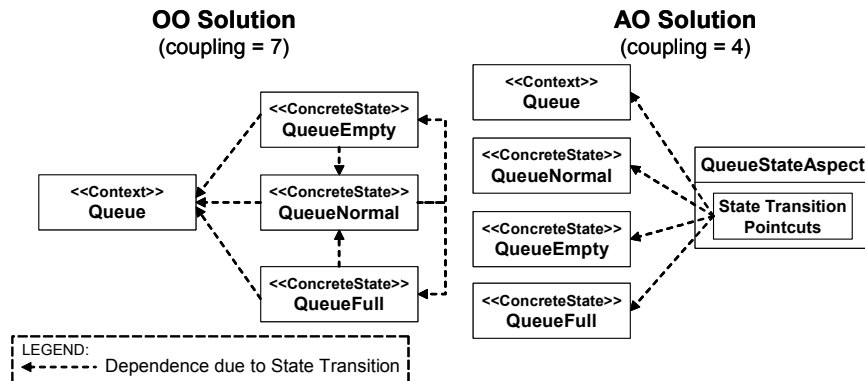 OO Solution
(coupling = 7)
<<ConcreteState>>
QueueEmpty
<<Context>>
Queue
<<ConcreteState>>
QueueNormal
<<ConcreteState>>
QueueFull
LEGEND:
Dependence due to State Transition
AO Solution
(coupling = 4)
<<Context>>
Queue
<<ConcreteState>>
QueueNormal
<<ConcreteState>>
QueueEmpty
<<ConcreteState>>
QueueFull
QueueStateAspect
State Transition
Pointcuts